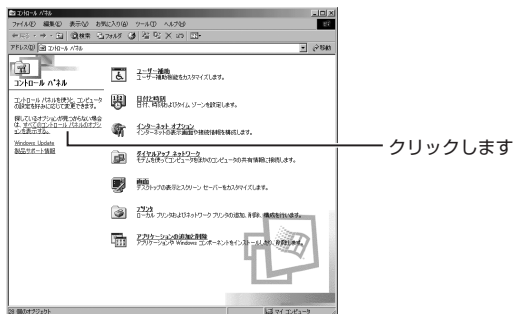 コントロール パネル
ファイル(F) 編集(E) 表示(V) お気に入り(A) ツール(T) ヘルプ(H)
戻る 検索 フォルダ
アドレス(D) コントロール パネル 移動
コントロール パネル
コントロール パネルを使うと、コンピュータの設定を好みに応じて変更できます。
探しているオプションが見つからない場合は、すべてのコントロール パネルのオプションを表示する。
Windows Update
製品サポート情報
ユーザー補助
ユーザー補助機能をカスタマイズします。
日付と時刻
日付、時刻およびタイム ゾーンを設定します。
インターネット オプション
インターネットの表示画面や接続情報を構成します。
ダイヤルアップ ネットワーク
モデムを使ってコンピュータをほかのコンピュータの共有情報に接続します。
画面
デスクトップの表示とスクリーン セーバーをカスタマイズします。
プリンタ
ローカル プリンタおよびネットワーク プリンタの追加、削除、構成を行います。
アプリケーションの追加と削除
アプリケーションや Windows コンポーネントをインストールしたり、削除します。
クリックします
28 個のオブジェクト
マイ コンピュータ